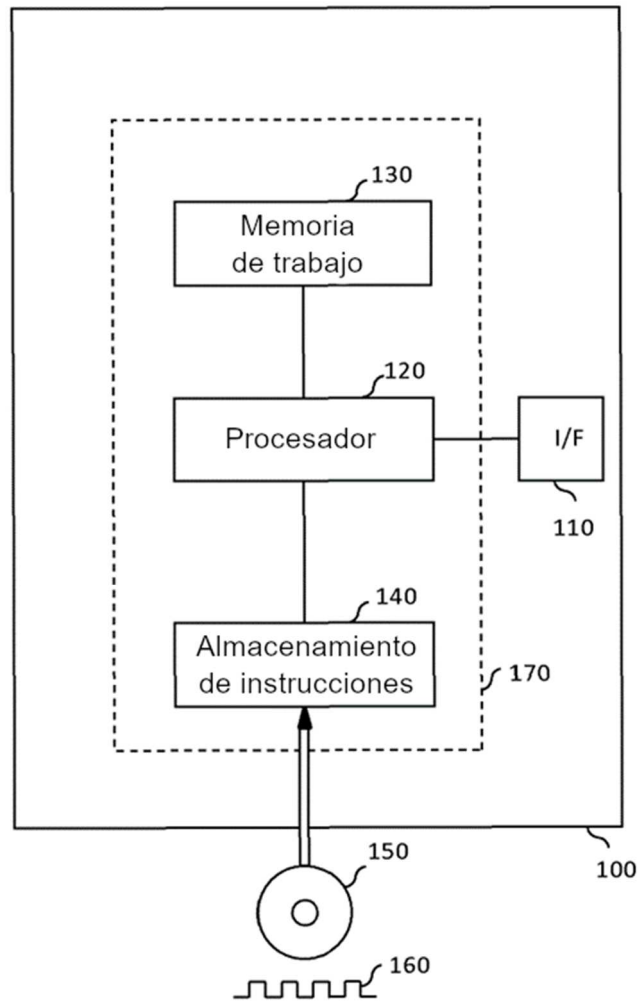 130
Memoria
de trabajo
120
Procesador
I/F
110
140
Almacenamiento
de instrucciones
170
100
150
160